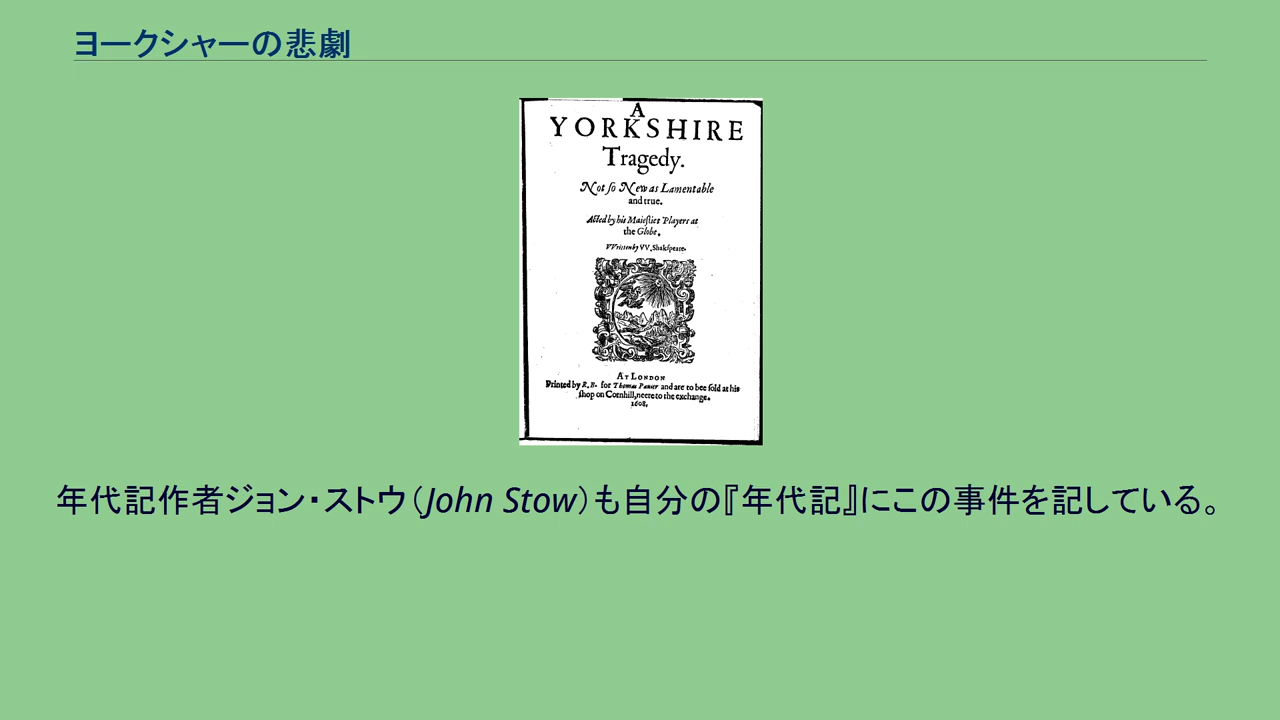 ヨークシャーの悲劇
A
YORKSHIRE
Tragedy.
Not ſo New as Lamentable
and true.
Acted by his Maieſties Players at
the Globe.
VVritten by VV. Shakſpeare.
AT LONDON
Printed by R. B. for Thomas Pauier and are to bee ſold at his
ſhop on Cornhill, neere to the exchange.
1608.
年代記作者ジョン・ストウ（John Stow）も自分の『年代記』にこの事件を記している。